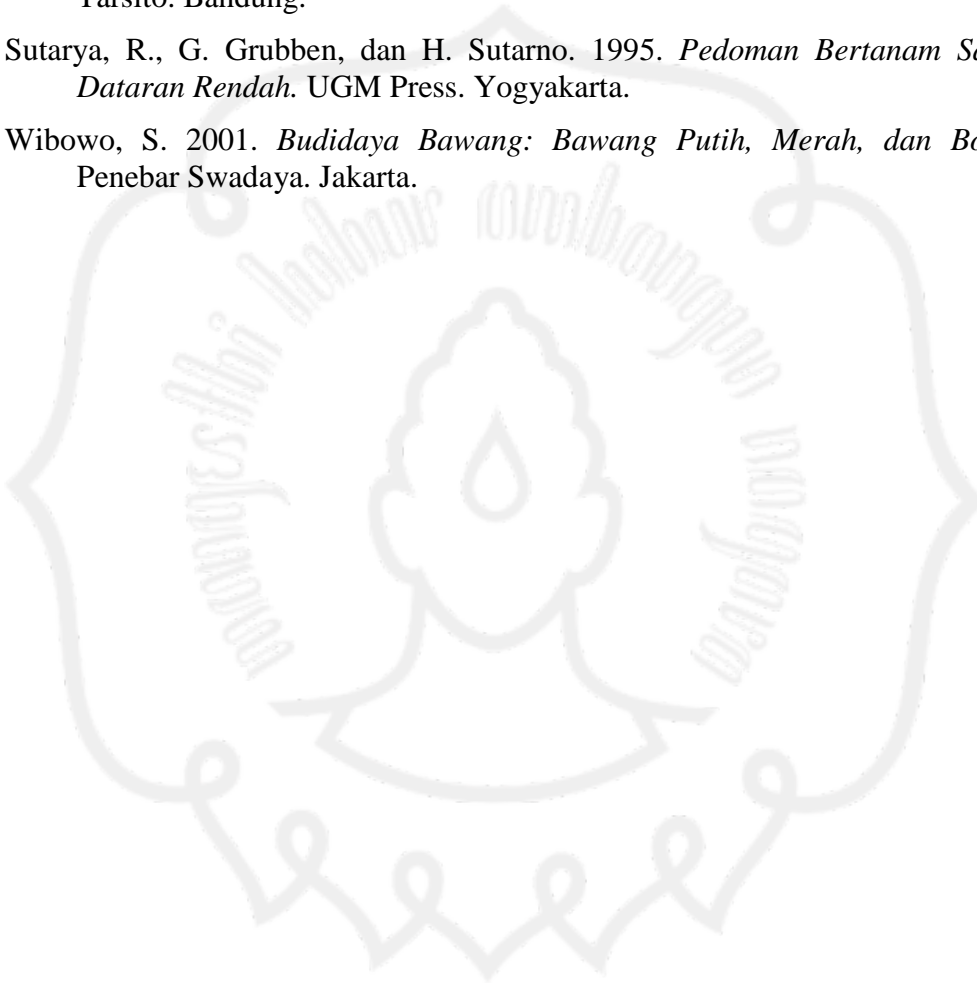 Tarsito. Bandung.
Sutarya, R., G. Grubben, dan H. Sutarno. 1995. Pedoman Bertanam
Dataran Rendah. UGM Press. Yogyakarta.
Wibowo, S. 2001. Budidaya Bawang: Bawang Putih, Merah, dan
Penebar Swadaya. Jakarta.